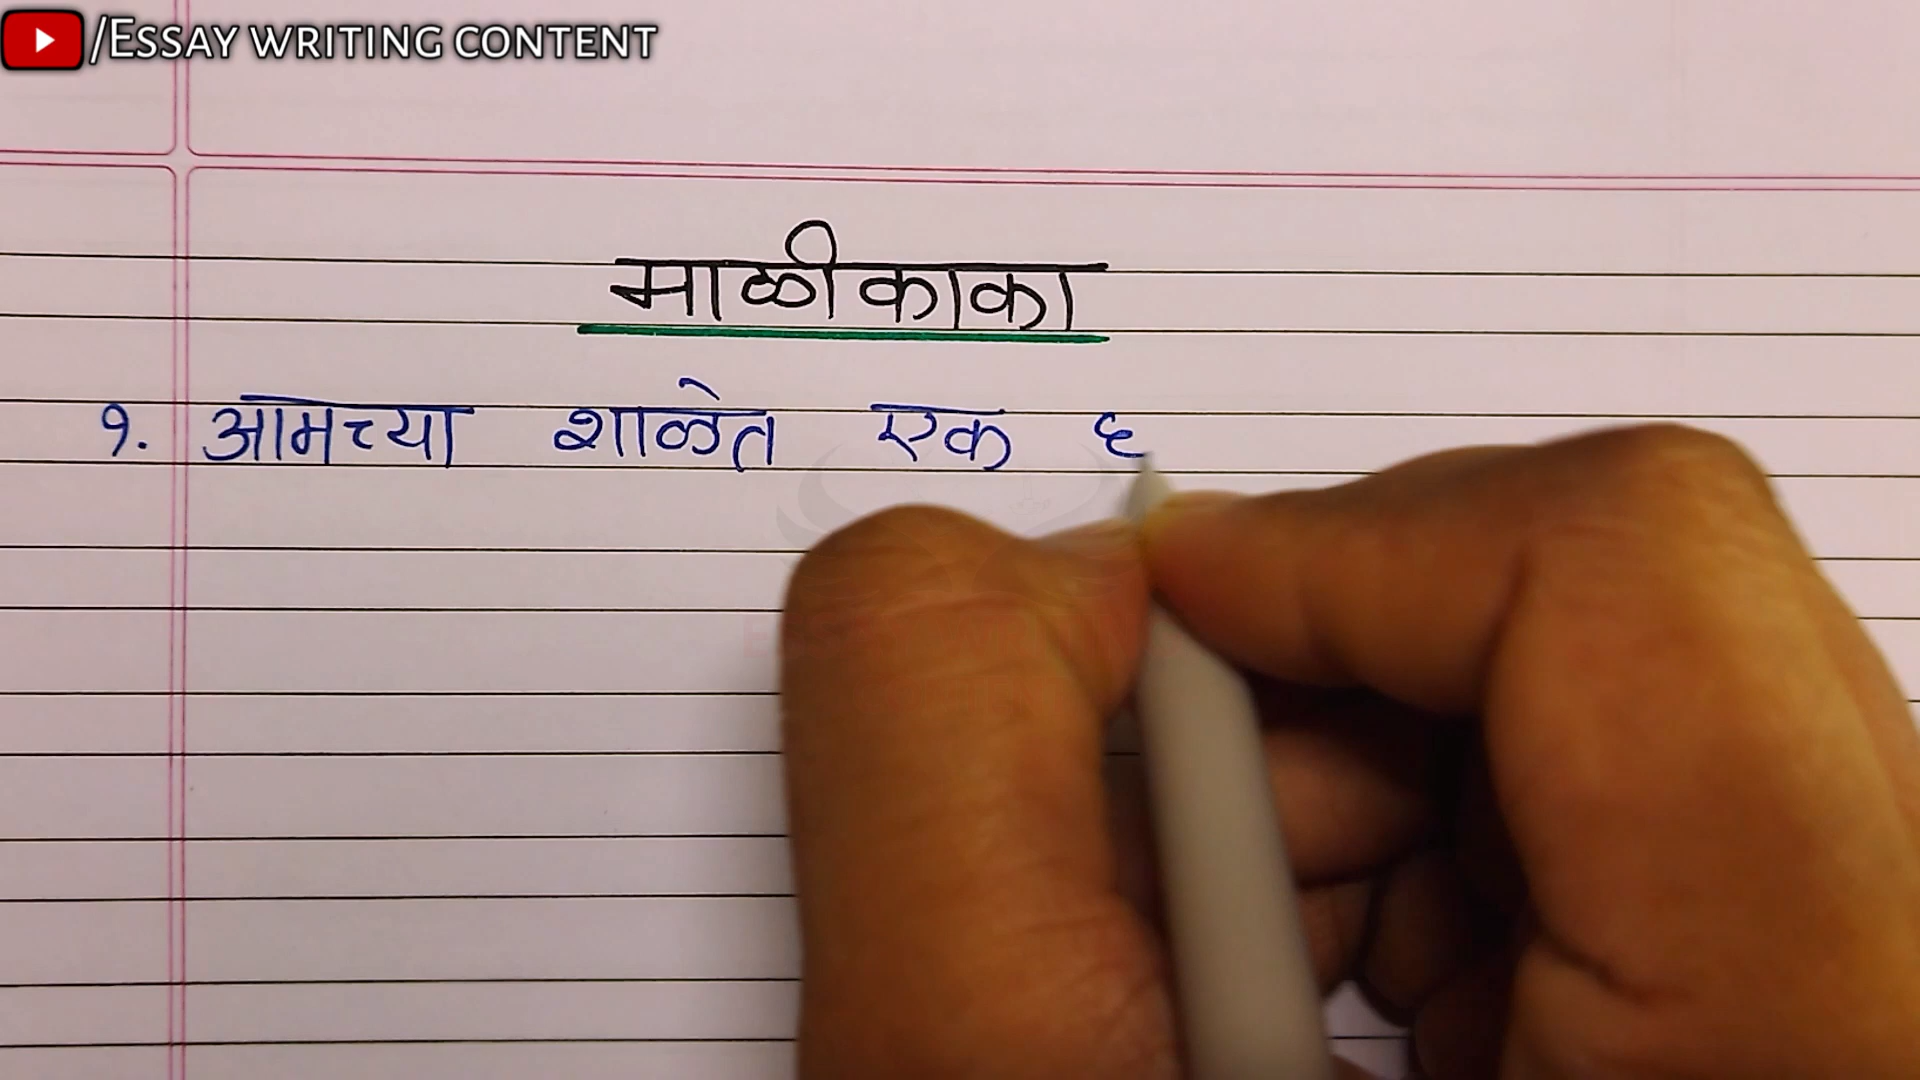 /ESSAY WRITING CONTENT
माळीकाका
१. आमच्या शाळेत एक